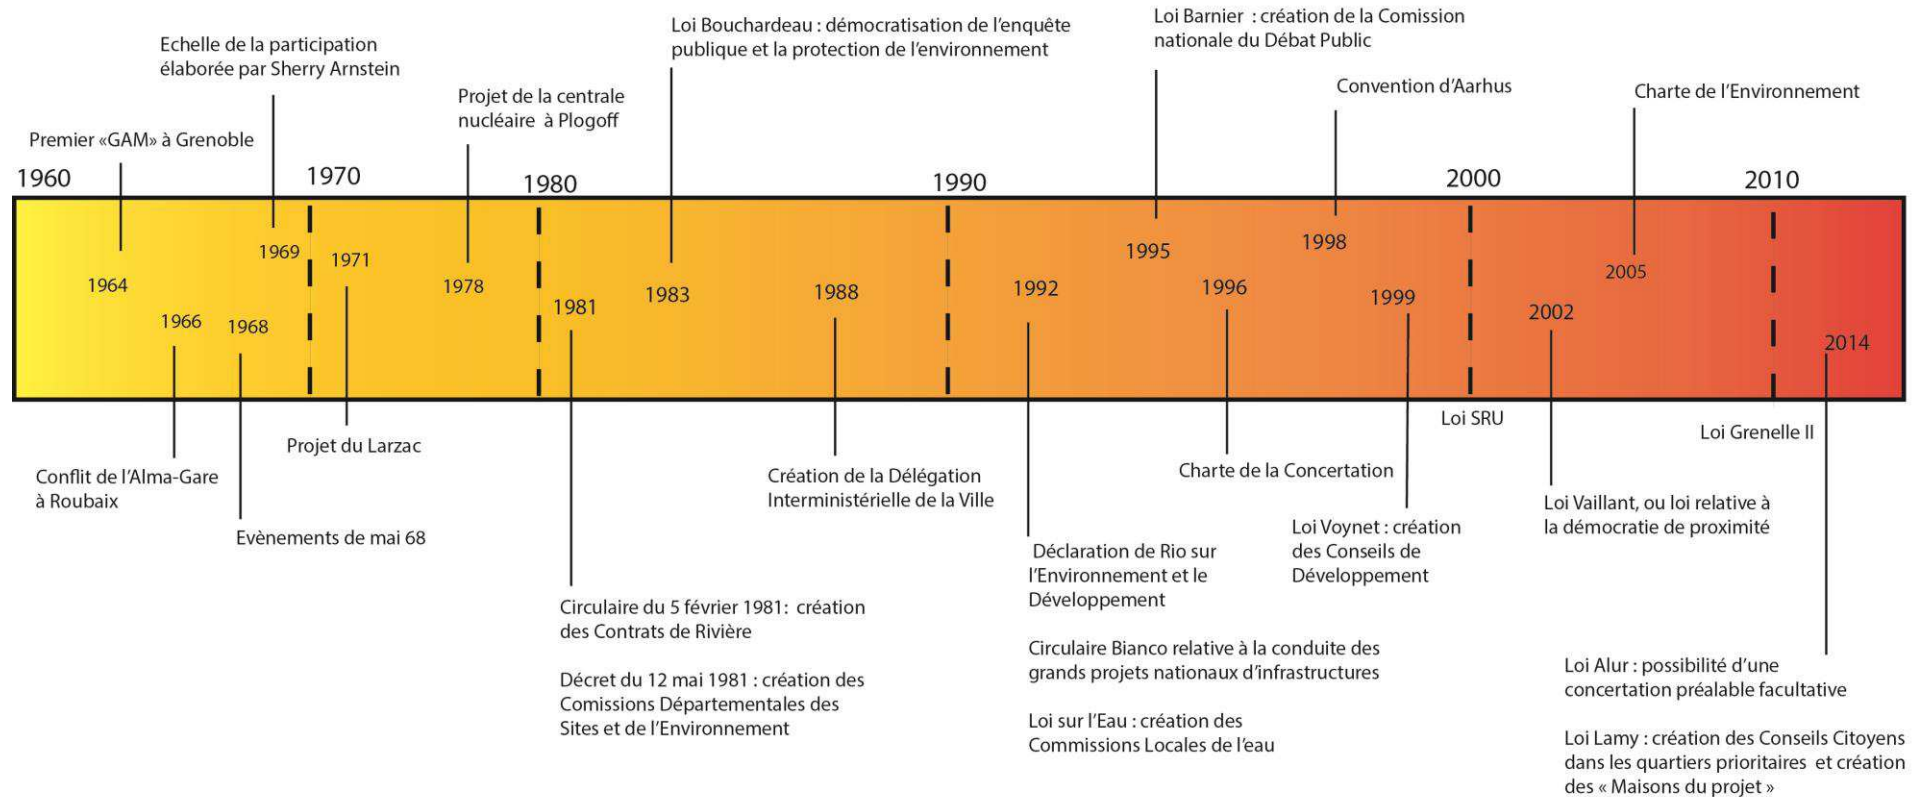 Echelle de la participation
élaborée par Sherry Arnstein
Loi Bouchardeau : démocratisation de l'enquête
publique et la protection de l'environnement
Loi Barnier : création de la Comission
nationale du Débat Public
Premier «GAM» à Grenoble
Projet de la centrale
nucléaire à Plogoff
Convention d'Aarhus
Charte de l'Environnement
1960
1970
1980
1990
2000
2010
1964
1966
1968
1969
1971
1978
1981
1983
1988
1992
1995
1996
1998
1999
2002
2005
2014
Conflit de l'Alma-Gare
à Roubaix
Evènements de mai 68
Projet du Larzac
Circulaire du 5 février 1981: création
des Contrats de Rivière
Décret du 12 mai 1981 : création des
Comissions Départementales des
Sites et de l'Environnement
Création de la Délégation
Interministérielle de la Ville
Déclaration de Rio sur
l'Environnement et le
Développement
Circulaire Bianco relative à la conduite des
grands projets nationaux d'infrastructures
Loi sur l'Eau : création des
Commissions Locales de l'eau
Charte de la Concertation
Loi Voynet : création
des Conseils de
Développement
Loi SRU
Loi Vaillant, ou loi relative à
la démocratie de proximité
Loi Grenelle II
Loi Alur : possibilité d'une
concertation préalable facultative
Loi Lamy : création des Conseils Citoyens
dans les quartiers prioritaires et création
des « Maisons du projet »